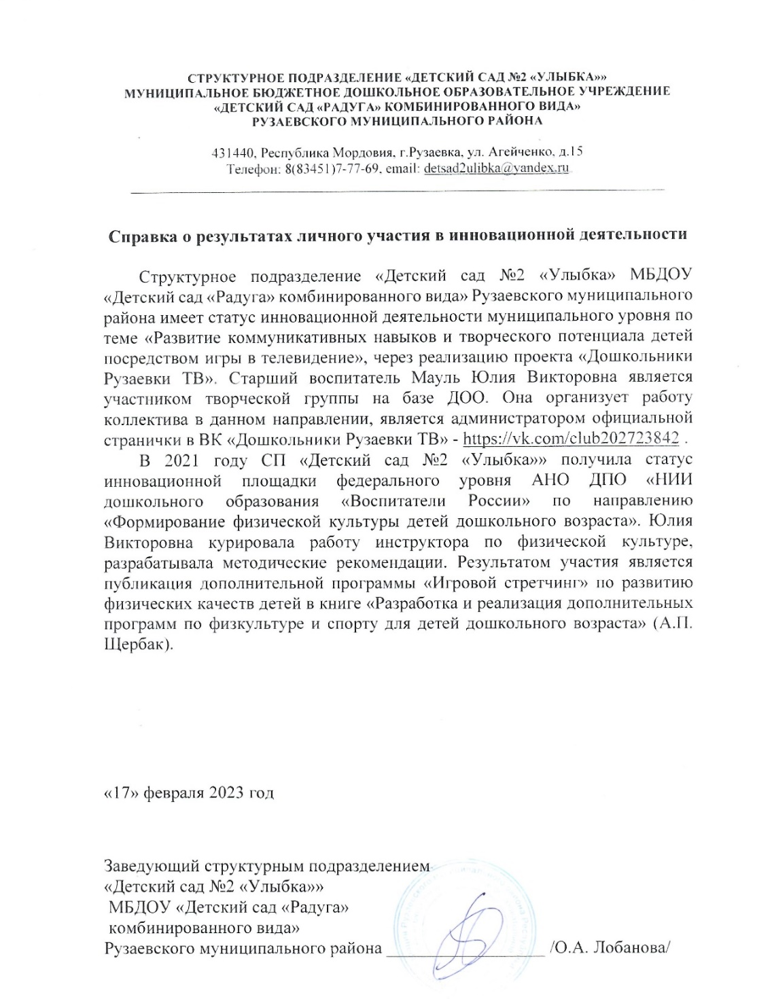 СТРУКТУРНОЕ ПОДРАЗДЕЛЕНИЕ «ДЕТСКИЙ САД №2 «УЛЫБКА»»
МУНИЦИПАЛЬНОЕ БЮДЖЕТНОЕ ДОШКОЛЬНОЕ ОБРАЗОВАТЕЛЬНОЕ УЧРЕЖДЕНИЕ
«ДЕТСКИЙ САД «РАДУГА» КОМБИНИРОВАННОГО ВИДА»
РУЗАЕВСКОГО МУНИЦИПАЛЬНОГО РАЙОНА
431440, Республика Мордовия, г.Рузаевка, ул. Агейченко, д.15
Телефон: 8(83451)7-77-69, email: detsad2ulibka@yandex.ru
Справка о результатах личного участия в инновационной деятельности
Структурное подразделение «Детский сад №2 «Улыбка» МБДОУ
«Детский сад «Радуга» комбинированного вида» Рузаевского муниципального
района имеет статус инновационной деятельности муниципального уровня по
теме «Развитие коммуникативных навыков и творческого потенциала детей
посредством игры в телевидение», через реализацию проекта «Дошкольники
Рузаевки ТВ». Старший воспитатель Мауль Юлия Викторовна является
участником творческой группы на базе ДОО. Она организует работу
коллектива в данном направлении, является администратором официальной
странички в ВК «Дошкольники Рузаевки ТВ» - https://vk.com/club202723842 .
В 2021 году СП «Детский сад №2 «Улыбка»» получила статус
инновационной площадки федерального уровня АНО ДПО «НИИ
дошкольного образования «Воспитатели России» по направлению
«Формирование физической культуры детей дошкольного возраста». Юлия
Викторовна курировала работу инструктора по физической культуре,
разрабатывала методические рекомендации. Результатом участия является
публикация дополнительной программы «Игровой стретчинг» по развитию
физических качеств детей в книге «Разработка и реализация дополнительных
программ по физкультуре и спорту для детей дошкольного возраста» (А.П.
Щербак).
«17» февраля 2023 год
Заведующий структурным подразделением
«Детский сад №2 «Улыбка»»
МБДОУ «Детский сад «Радуга»
комбинированного вида»
Рузаевского муниципального района __________________ /О.А. Лобанова/